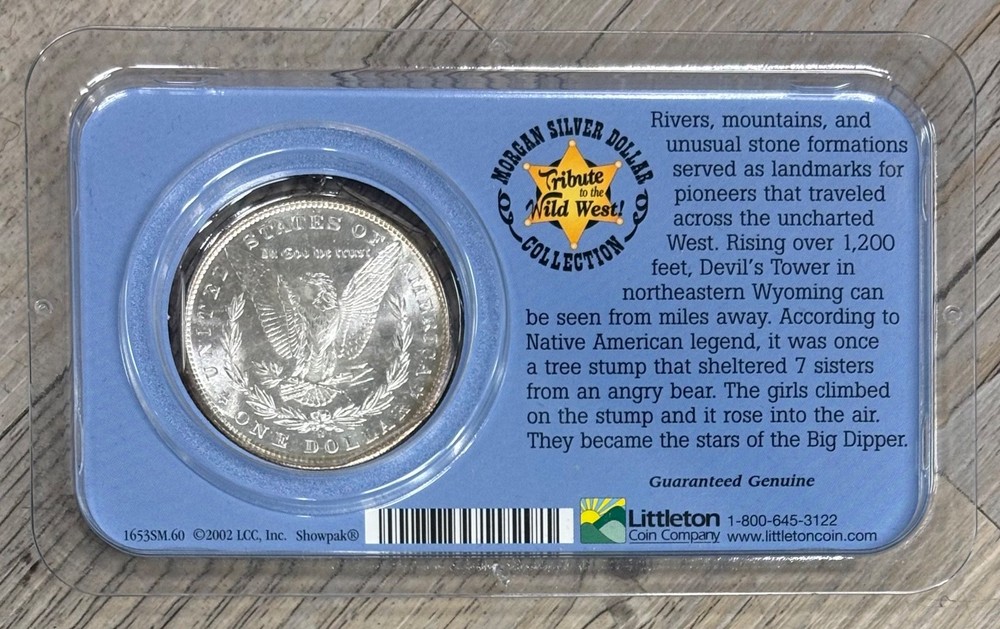 UNITED STATES OF AMERICA
In God we trust
ONE DOLLAR
MORGAN SILVER DOLLAR
Tribute
to the
Wild West!
COLLECTION
Rivers, mountains, and
unusual stone formations
served as landmarks for
pioneers that traveled
across the uncharted
West. Rising over 1,200
feet, Devil's Tower in
northeastern Wyoming can
be seen from miles away. According to
Native American legend, it was once
a tree stump that sheltered 7 sisters
from an angry bear. The girls climbed
on the stump and it rose into the air.
They became the stars of the Big Dipper.
Guaranteed Genuine
1653SM.60 ©2002 LCC, Inc. Showpak®
Littleton 1-800-645-3122
Coin Company www.littletoncoin.com